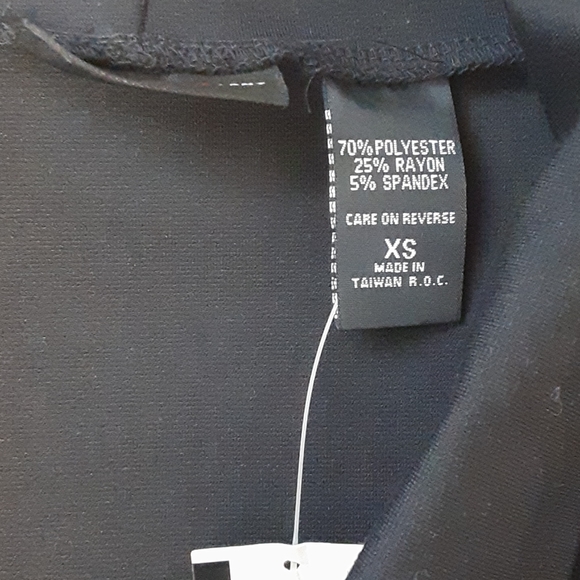 70% POLYESTER
25% RAYON
5% SPANDEX
CARE ON REVERSE
XS
MADE IN
TAIWAN R.O.C.